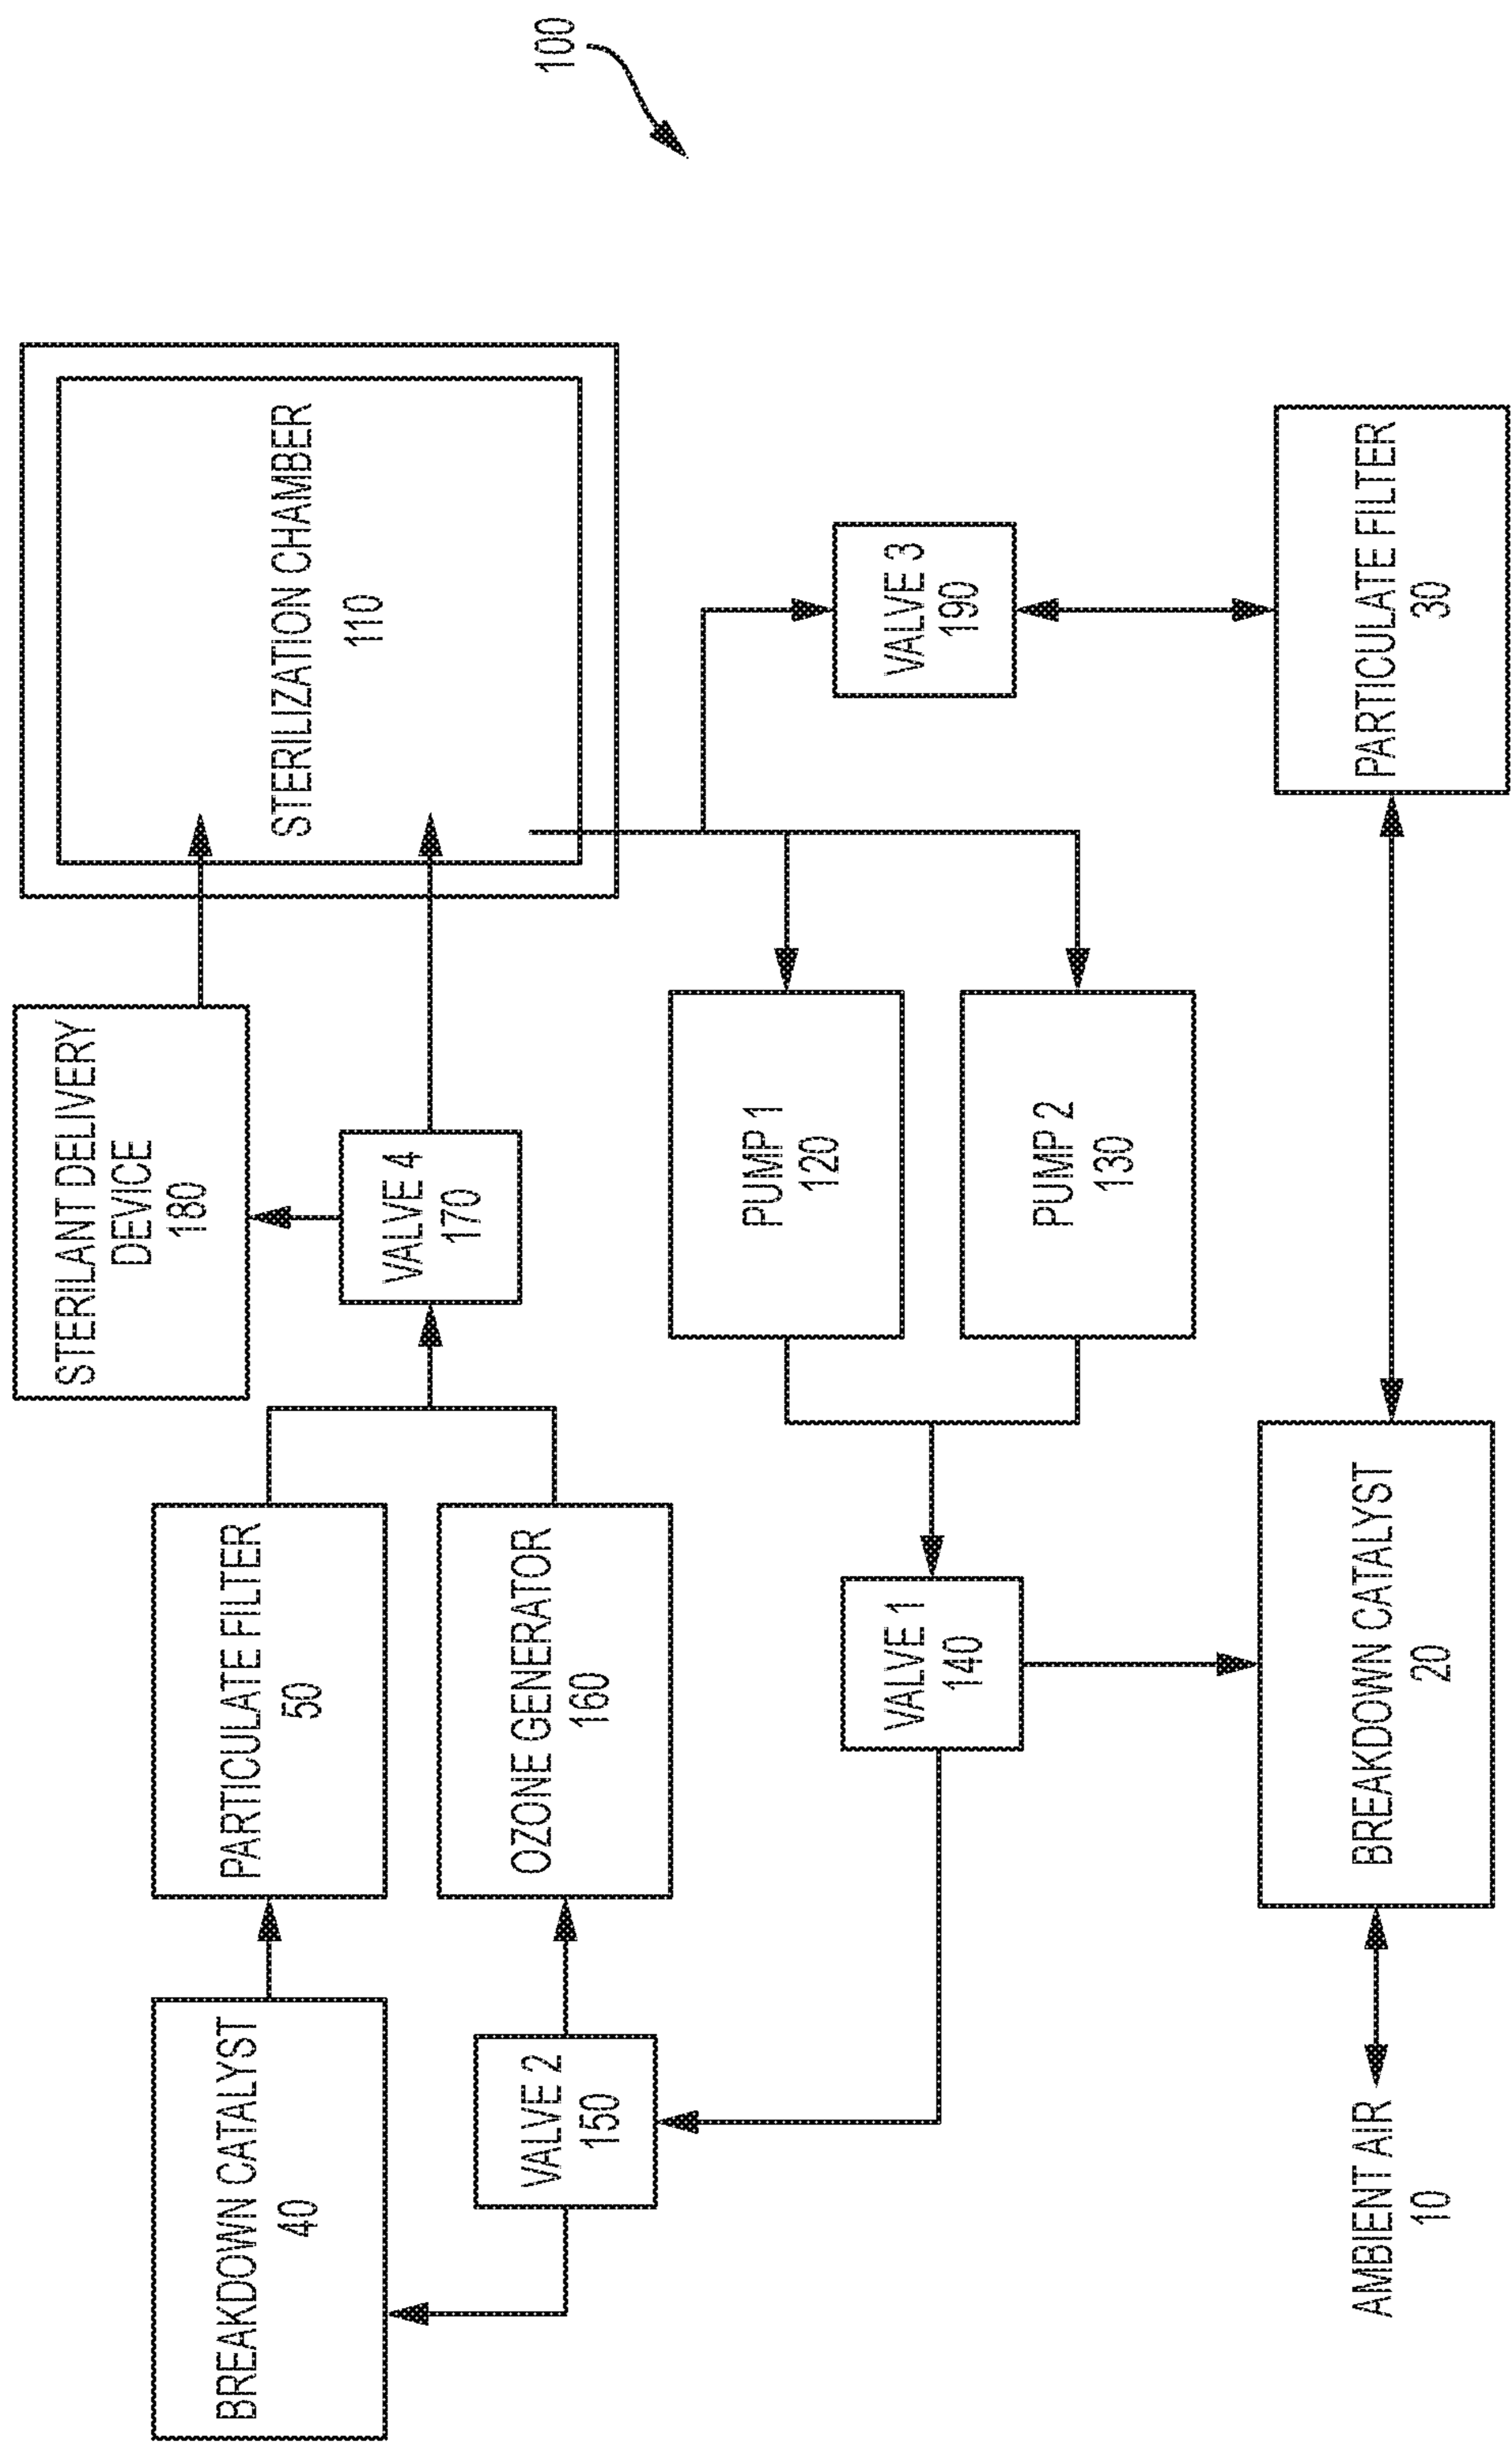 100
STERILANT DELIVERY
DEVICE
180
STERILIZATION CHAMBER
110
BREAKDOWN CATALYST
40
PARTICULATE FILTER
50
VALVE 4
170
VALVE 2
150
OZONE GENERATOR
160
PUMP 1
120
VALVE 3
190
VALVE 1
140
PUMP 2
130
AMBIENT AIR
10
BREAKDOWN CATALYST
20
PARTICULATE FILTER
30